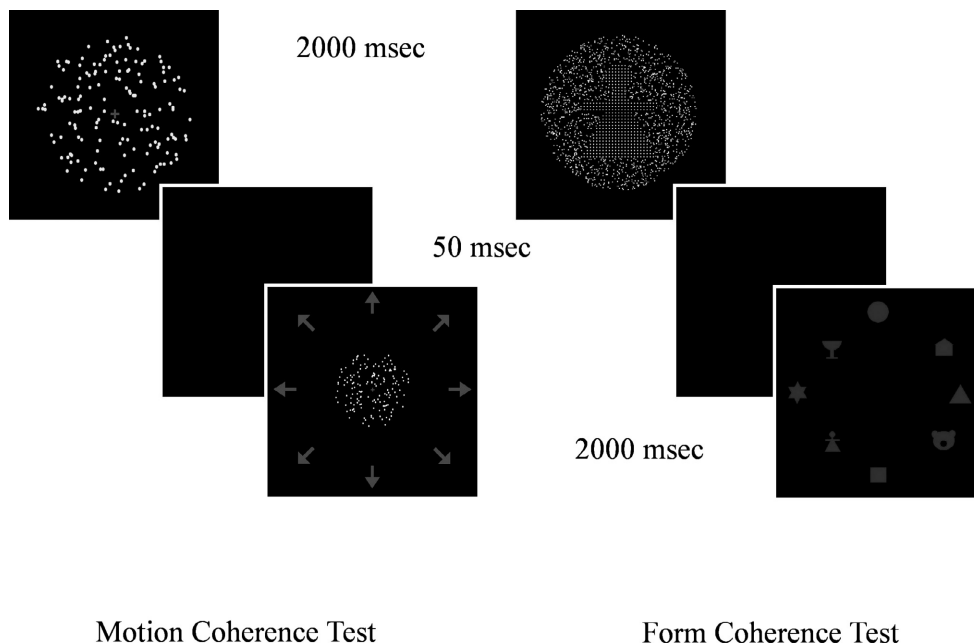 2000 msec
50 msec
2000 msec
Motion Coherence Test
Form Coherence Test